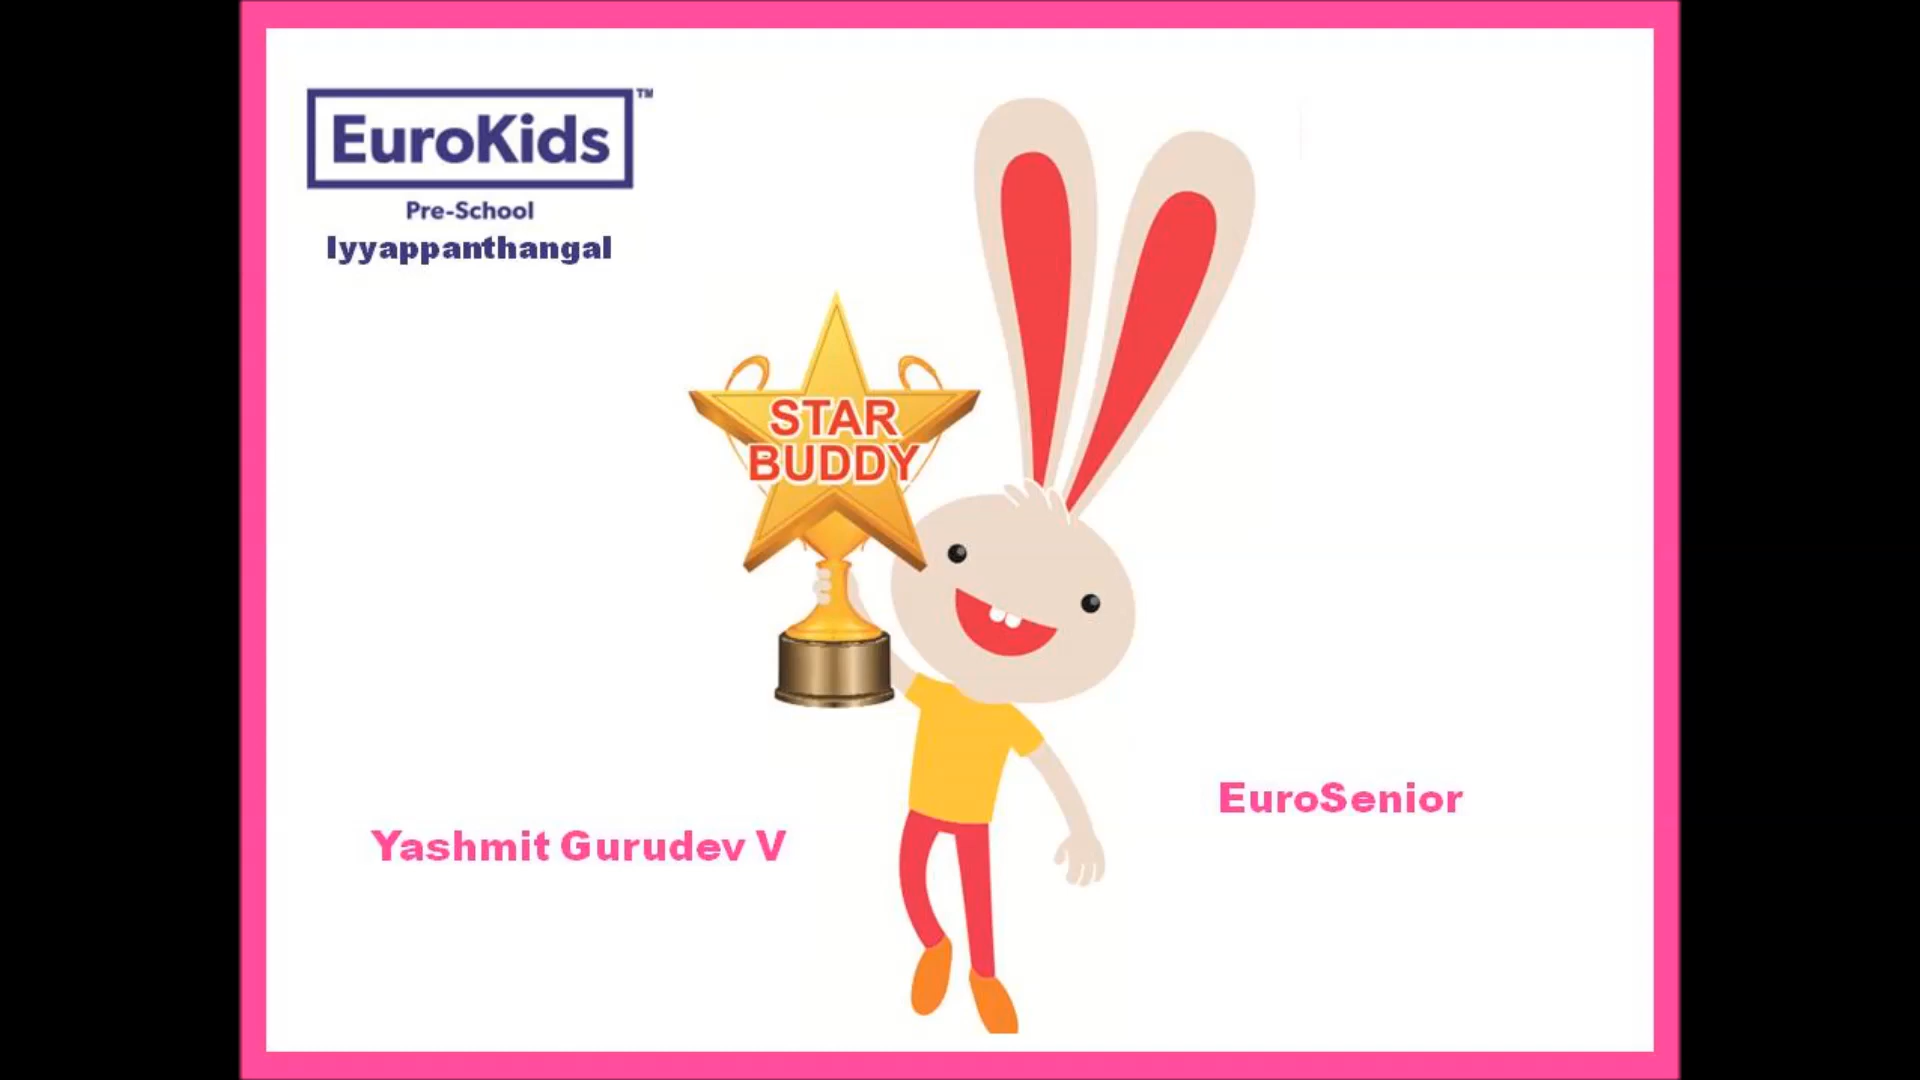 EuroKids™
Pre-School
Iyyappanthangal
STAR
BUDDY
EuroSenior
Yashmit Gurudev V